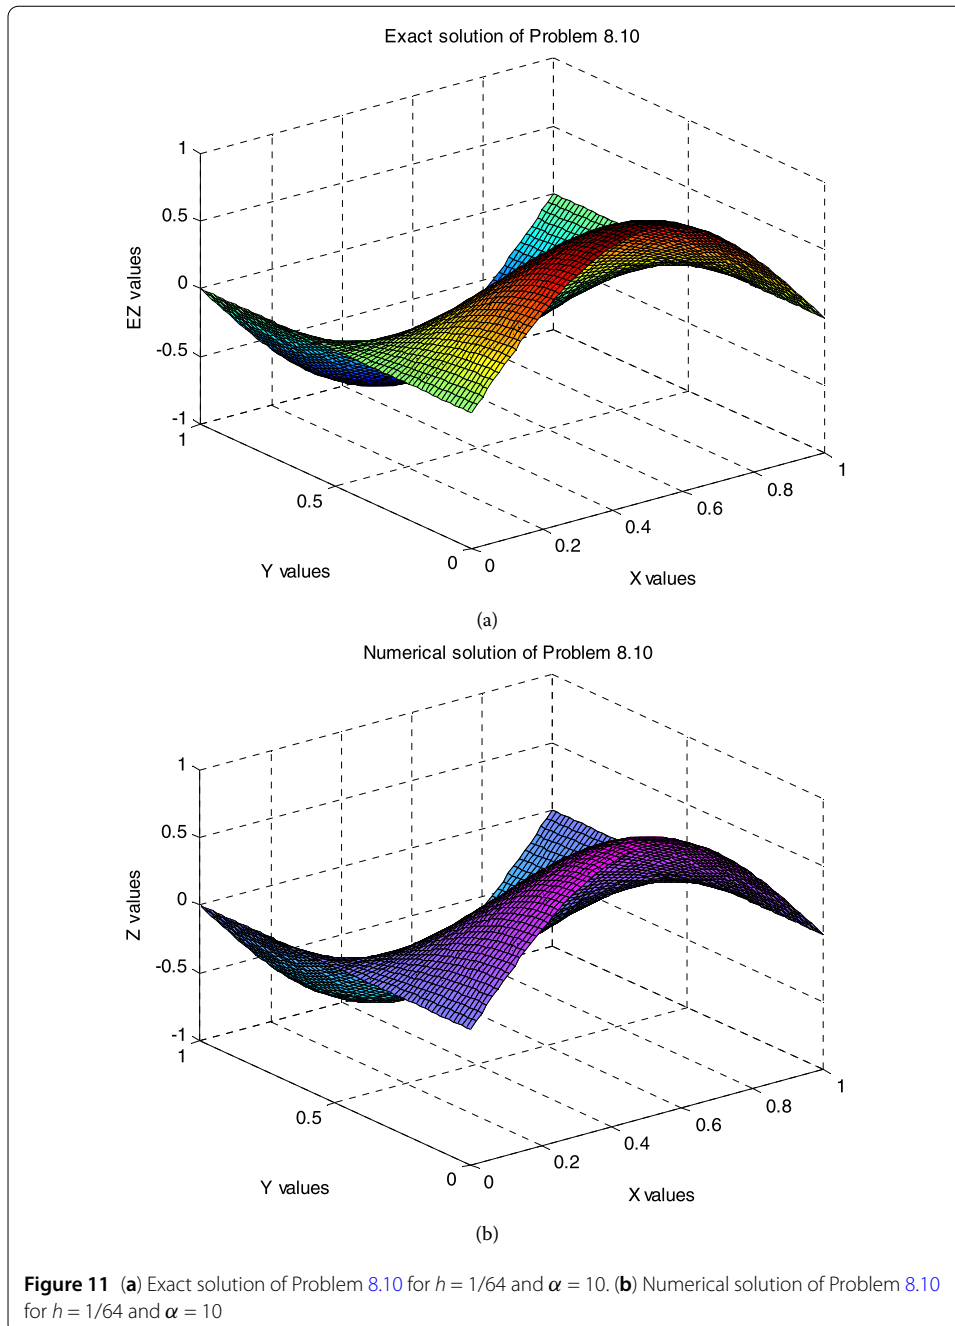 Exact solution of Problem 8.10
1
0.5
0
-0.5
-1
EZ values
1
0.5
0
Y values
0
0.2
0.4
0.6
0.8
1
X values
(a)
Numerical solution of Problem 8.10
1
0.5
0
-0.5
-1
Z values
1
0.5
0
Y values
0
0.2
0.4
0.6
0.8
1
X values
(b)
Figure 11 (a) Exact solution of Problem 8.10 for h = 1/64 and α = 10. (b) Numerical solution of Problem 8.10
for h = 1/64 and α = 10